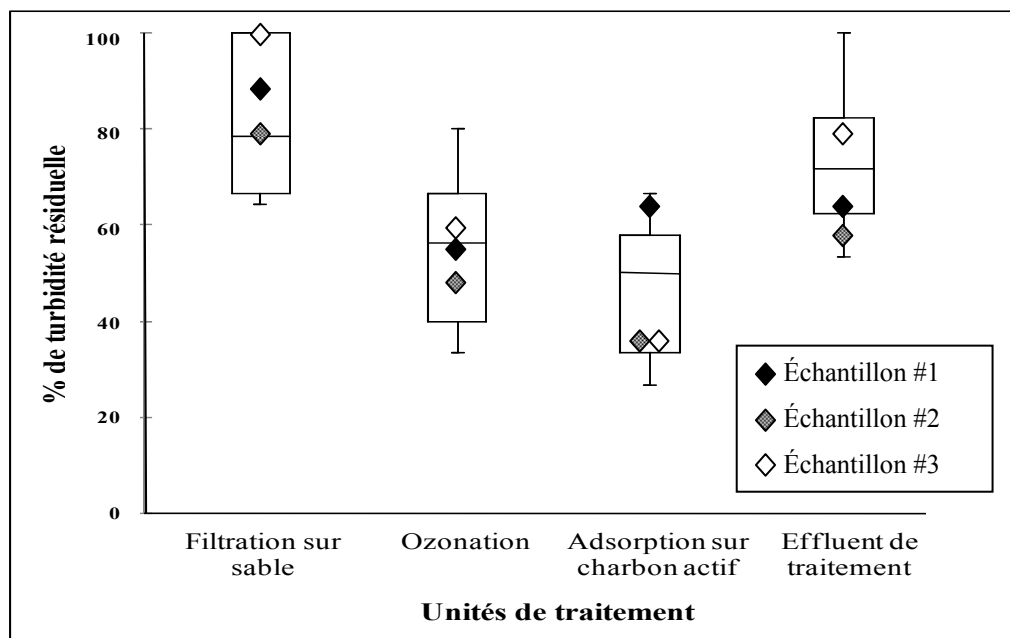 % de turbidité résiduelle
100
80
60
40
20
0
Échantillon #1
Échantillon #2
Échantillon #3
Filtration sur
sable
Ozonation
Adsorption sur
charbon actif
Effluent de
traitement
Unités de traitement